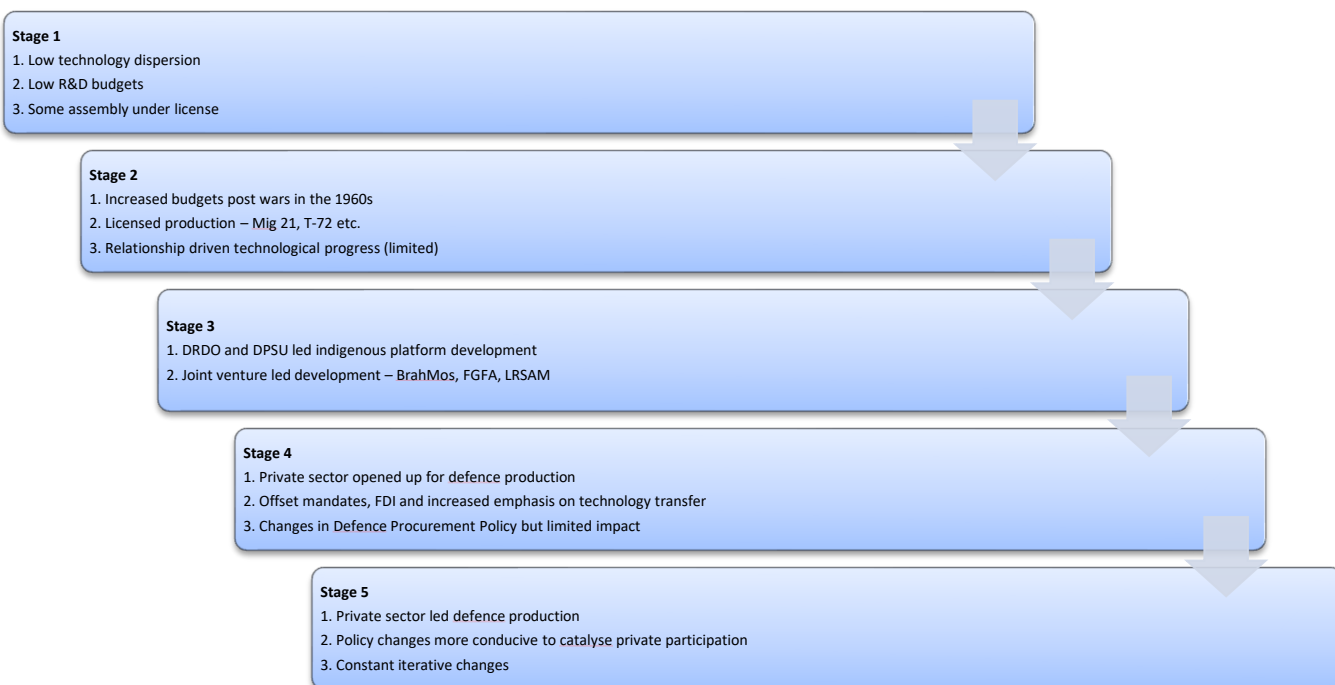 Stage 1
1. Low technology dispersion
2. Low R&D budgets
3. Some assembly under license
Stage 2
1. Increased budgets post wars in the 1960s
2. Licensed production – Mig 21, T-72 etc.
3. Relationship driven technological progress (limited)
Stage 3
1. DRDO and DPSU led indigenous platform development
2. Joint venture led development – BrahMos, FGFA, LRSAM
Stage 4
1. Private sector opened up for defence production
2. Offset mandates, FDI and increased emphasis on technology transfer
3. Changes in Defence Procurement Policy but limited impact
Stage 5
1. Private sector led defence production
2. Policy changes more conducive to catalyse private participation
3. Constant iterative changes